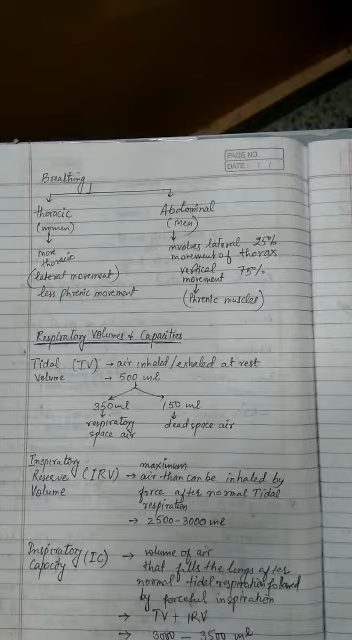 PAGE NO.
DATE: / /
Breathing
thoracic
(women)
more
thoracic
(lateral movement)
less phrenic movement
Abdominal
(men)
involves lateral 25%
movement of thorax
vertical 75%
movement
(Phrenic muscles)
Respiratory Volumes & Capacities
Tidal (TV) → air inhaled/exhaled at rest
Volume → 500 ml
350ml 150 ml
respiratory dead space air
space air
Inspiratory maximum
Reserve (IRV) → air than can be inhaled by
Volume force after normal Tidal
respiration
→ 2500-3000 ml
Inspiratory (IC) → volume of air
Capacity that fills the lungs after
normal tidal respiration followed
by forceful inspiration
→ TV + IRV
→ 3000 - 3500 ml